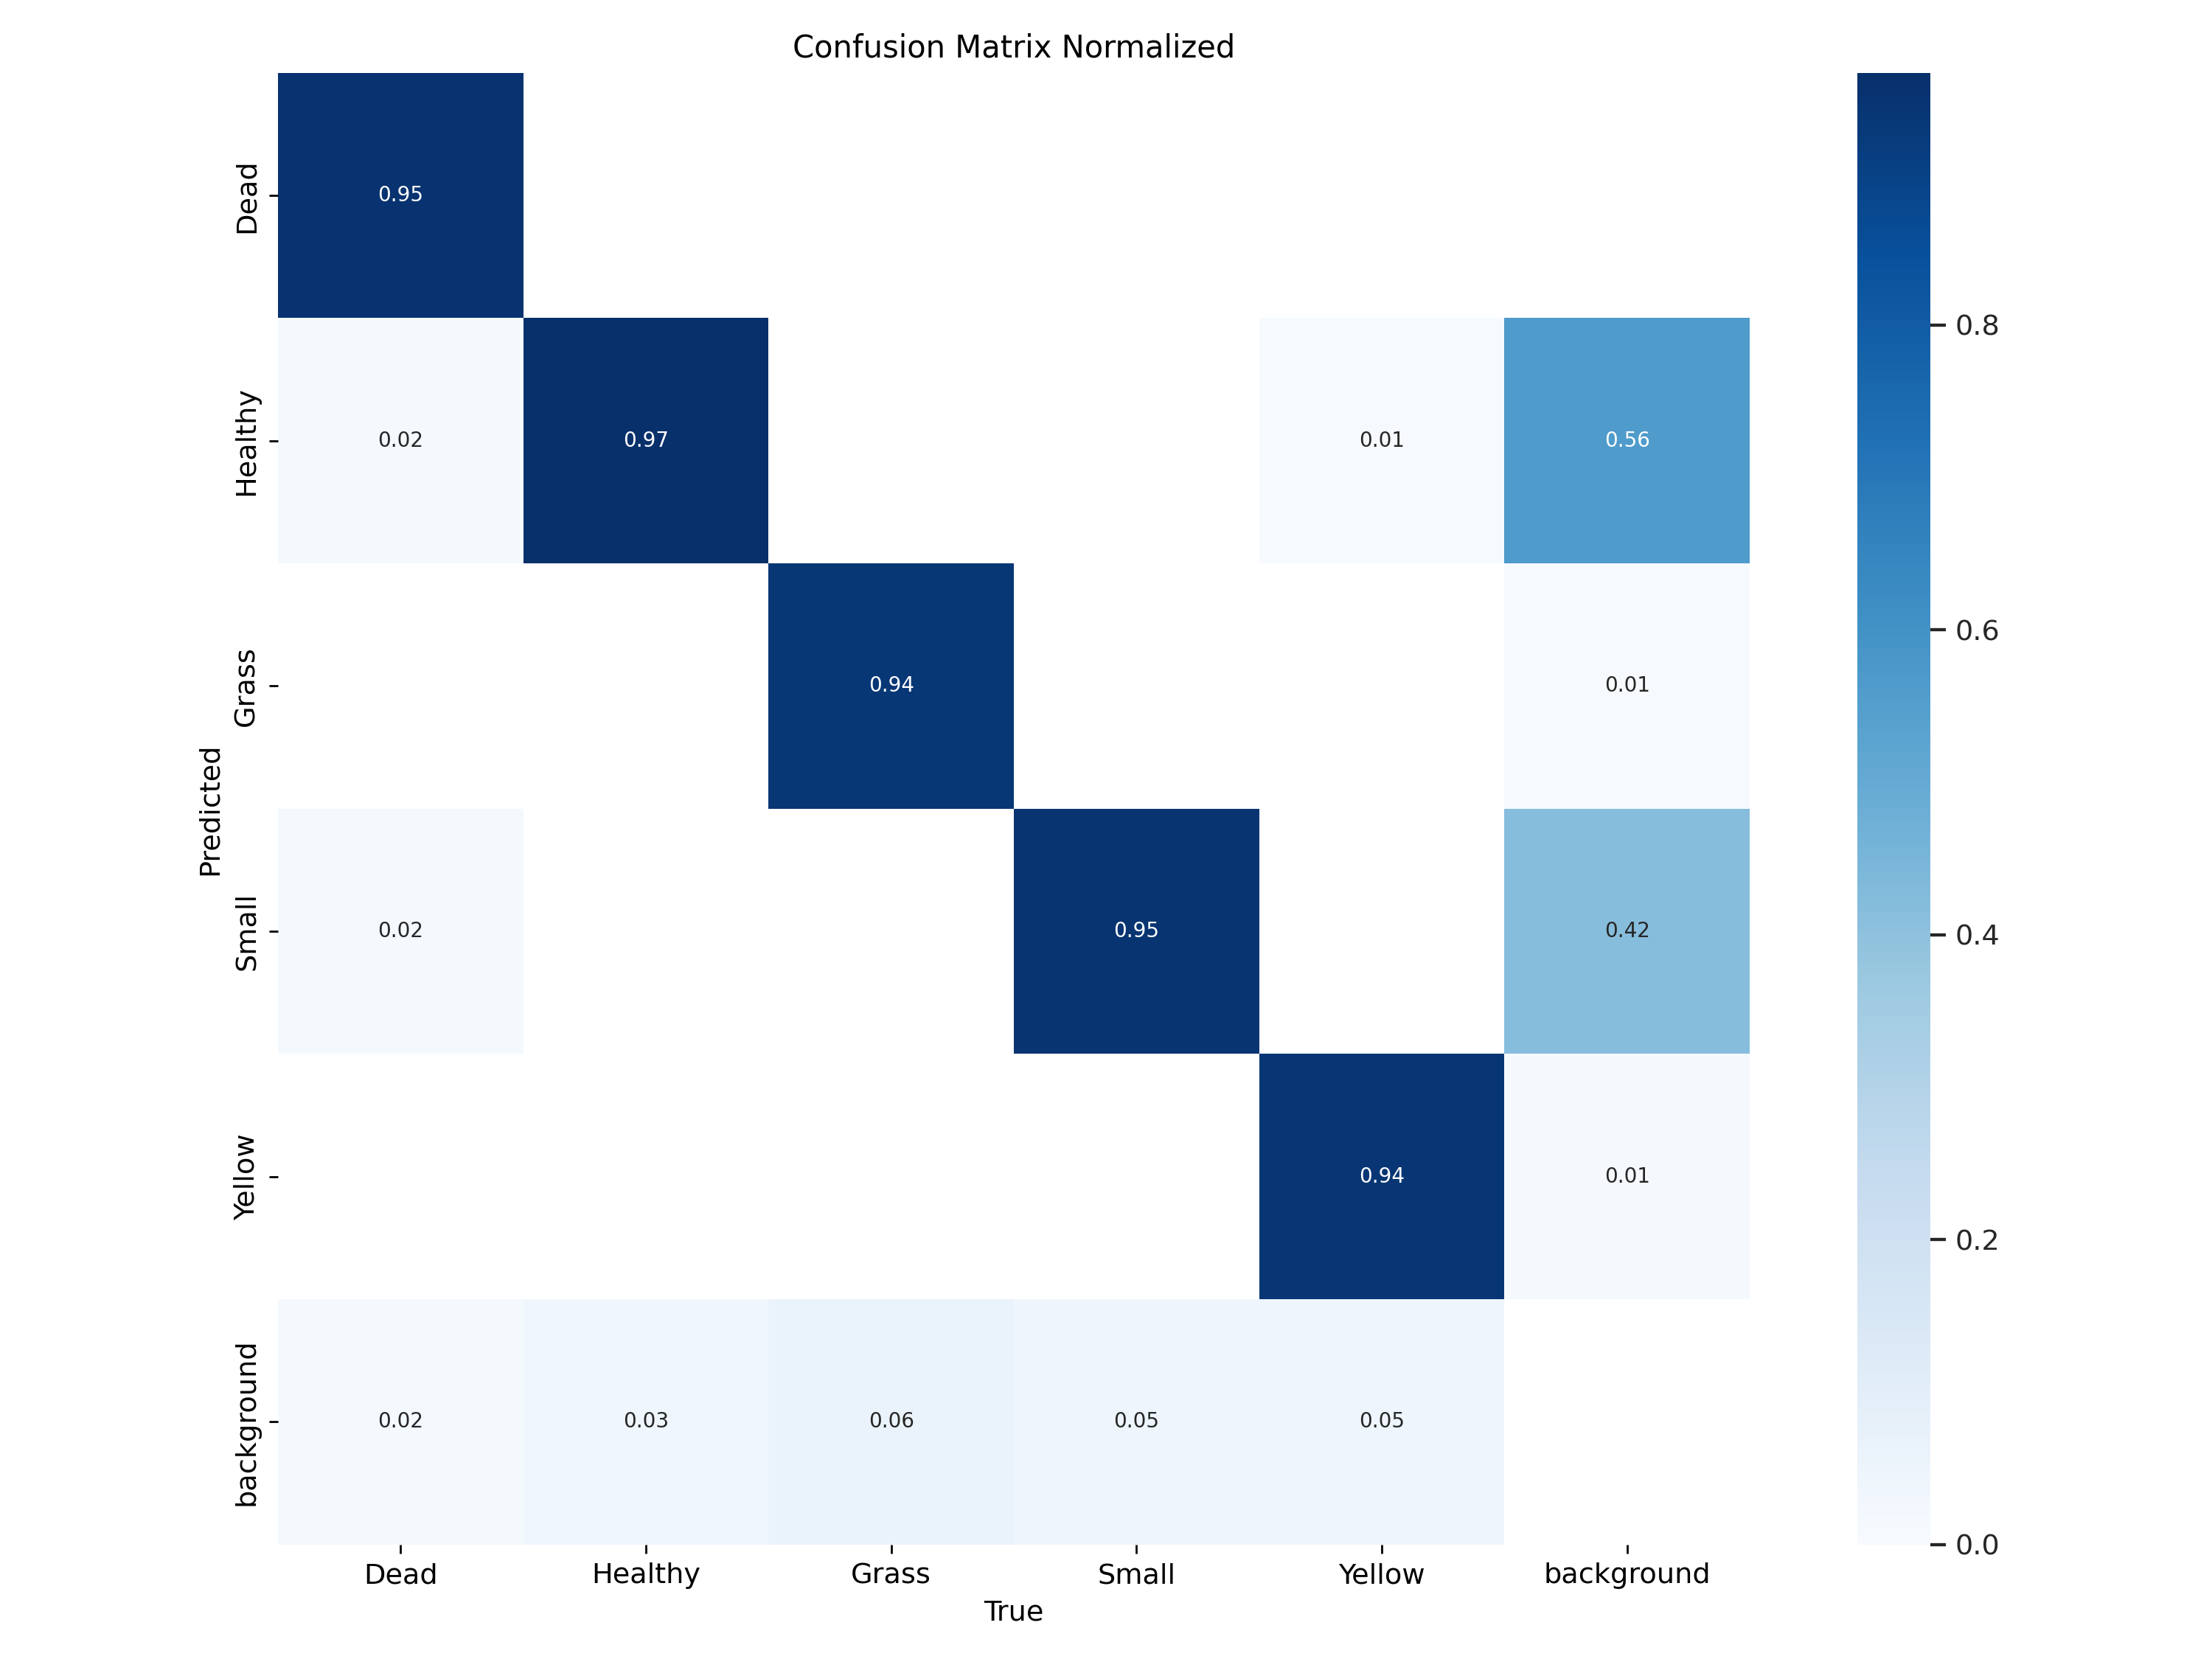 Confusion Matrix Normalized
Dead
0.95
Healthy
0.02
0.97
0.01
0.56
Grass
0.94
0.01
Small
0.02
0.95
0.42
Yellow
0.94
0.01
background
0.02
0.03
0.06
0.05
0.05
Predicted
Dead
Healthy
Grass
Small
Yellow
background
True
0.8
0.6
0.4
0.2
0.0